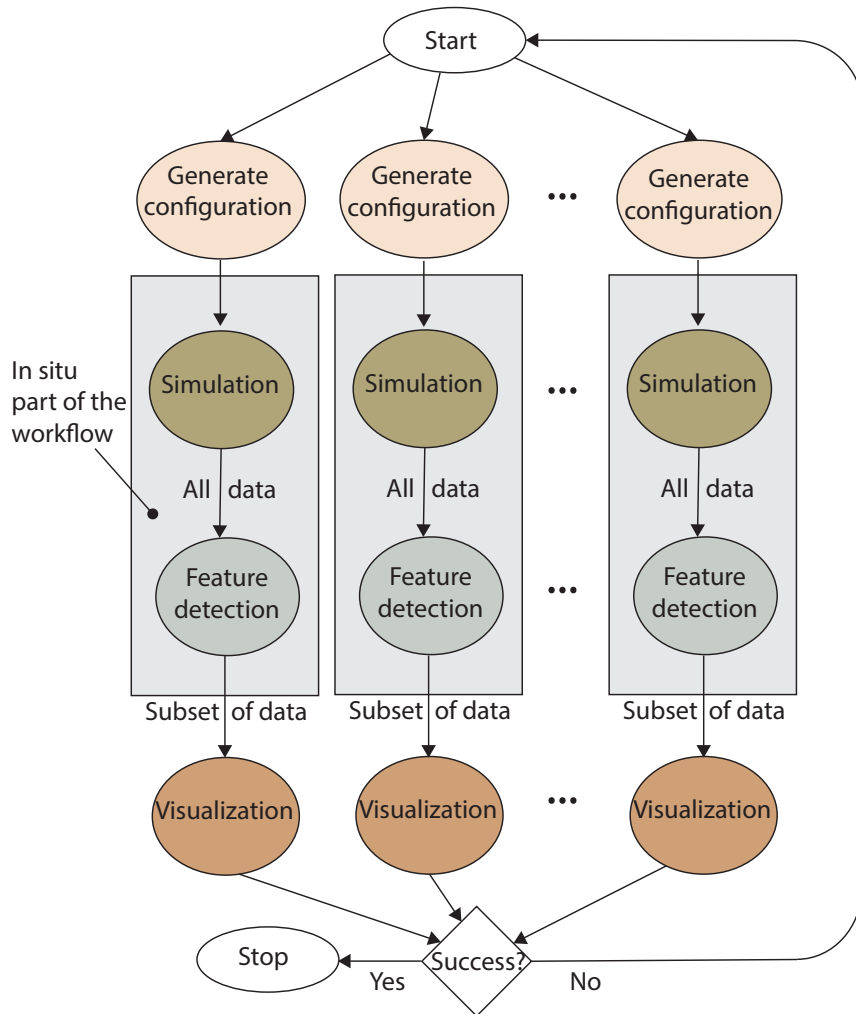 Start
Generate
configuration
Generate
configuration
...
Generate
configuration
In situ
part of the
workflow
Simulation
Simulation
...
Simulation
All data
All data
All data
Feature
detection
Feature
detection
...
Feature
detection
Subset of data
Subset of data
Subset of data
Visualization
Visualization
...
Visualization
Stop
Yes
Success?
No